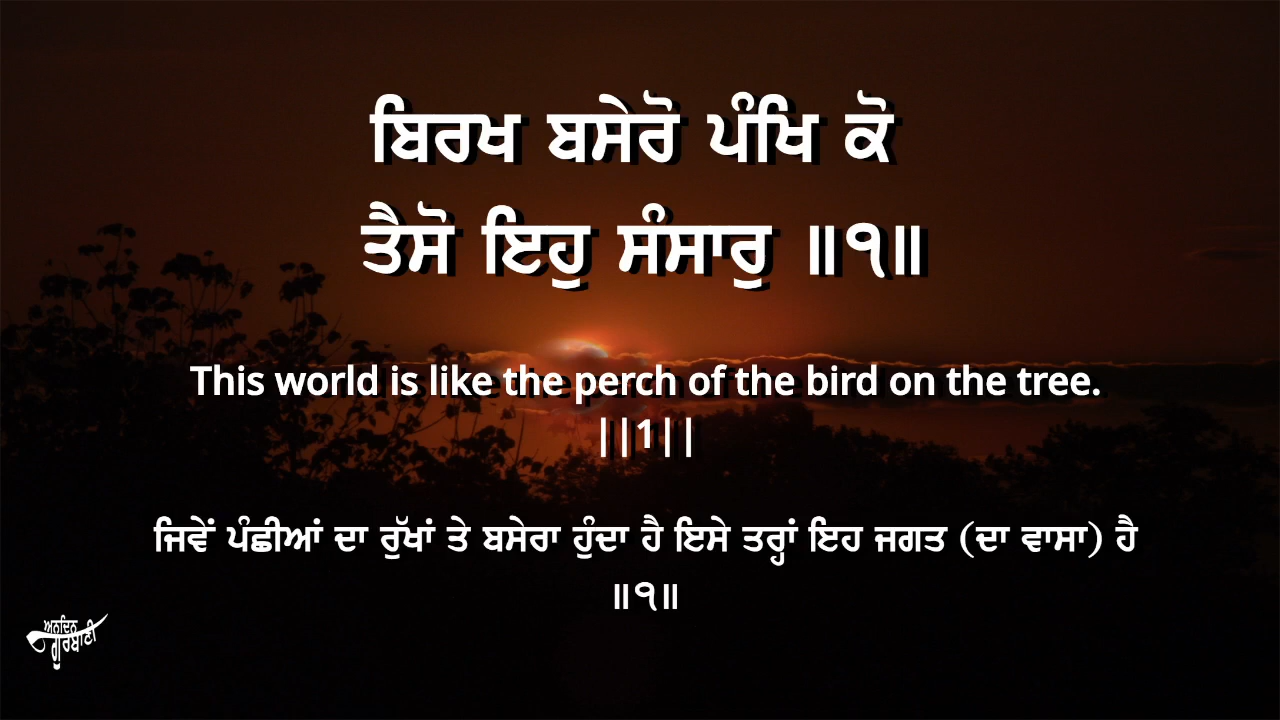 ਬਿਰਖ ਬਸੇਰੋ ਪੰਖਿ ਕੋ
ਤੈਸੋ ਇਹੁ ਸੰਸਾਰੁ ॥੧॥
This world is like the perch of the bird on the tree.
||1||
ਜਿਵੇਂ ਪੰਛੀਆਂ ਦਾ ਰੁੱਖਾਂ ਤੇ ਬਸੇਰਾ ਹੁੰਦਾ ਹੈ ਇਸੇ ਤਰ੍ਹਾਂ ਇਹ ਜਗਤ (ਦਾ ਵਾਸਾ) ਹੈ
॥੧॥
ਅਨਦਿਨ
ਗੁਰਬਾਣੀ